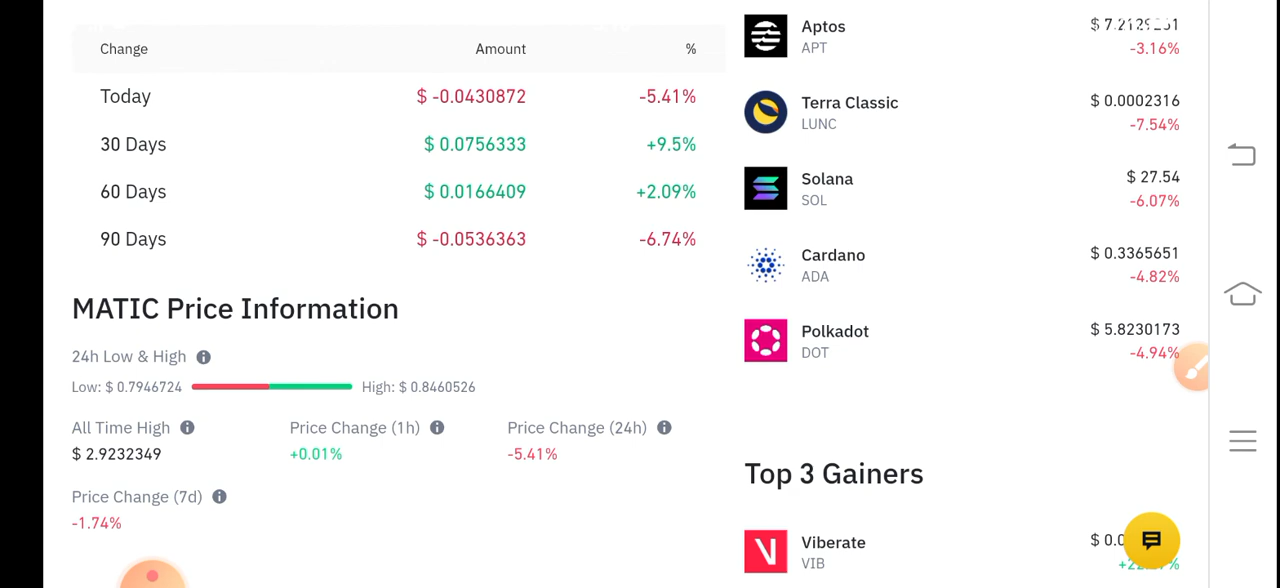 Change Amount %
Today $ -0.0430872 -5.41%
30 Days $ 0.0756333 +9.5%
60 Days $ 0.0166409 +2.09%
90 Days $ -0.0536363 -6.74%
MATIC Price Information
24h Low & High
Low: $ 0.7946724 High: $ 0.8460526
All Time High Price Change (1h) Price Change (24h)
$ 2.9232349 +0.01% -5.41%
Price Change (7d)
-1.74%
Aptos
APT -3.16%
Terra Classic $ 0.0002316
LUNC -7.54%
Solana $ 27.54
SOL -6.07%
Cardano $ 0.3365651
ADA -4.82%
Polkadot $ 5.8230173
DOT -4.94%
Top 3 Gainers
Viberate
VIB